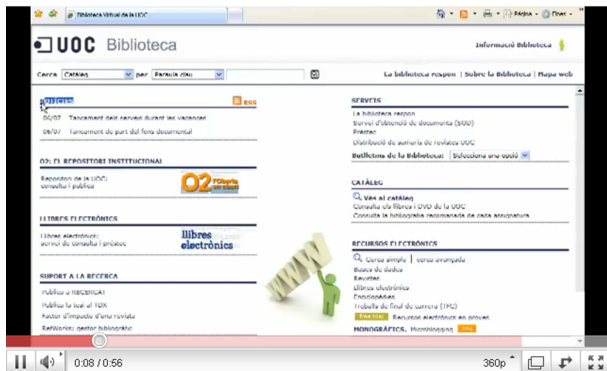 Biblioteca Virtual de la UOC
Pàgina
Eines
UOC Biblioteca
Informació Biblioteca
Cerca Catàleg per Paraula clau
La biblioteca respon | Sobre la Biblioteca | Mapa web
NOTÍCIES
RSS
06/07 Tancament dels serveis durant les vacances
06/07 Tancament de part del fons documental
O2: EL REPOSITORI INSTITUCIONAL
Repositori de la UOC:
consulta i publica
O2
LLIBRES ELECTRÒNICS
Llibres electrònics:
servei de consulta i préstec
llibres
electrònics
SUPORT A LA RECERCA
Publica a RECERCAT
Publica la tesi al TDX
Factor d'impacte d'una revista
RefWorks: gestor bibliogràfic
WWW
SERVEIS
La biblioteca respon
Servei d'obtenció de documents (SOD)
Préstec
Distribució de sumaris de revistes UOC
Butlletins de la Biblioteca: Selecciona una opció
CATÀLEG
Vés al catàleg
Consulta els llibres i DVD de la UOC
Consulta la bibliografia recomanada de cada assignatura
RECURSOS ELECTRÒNICS
Cerca simple | cerca avançada
Bases de dades
Revistes
Llibres electrònics
Enciclopèdies
Treballs de final de carrera (TFC)
Recursos electrònics en proves
MONOGRÀFICS. Microblogging
0:08 / 0:56
360p